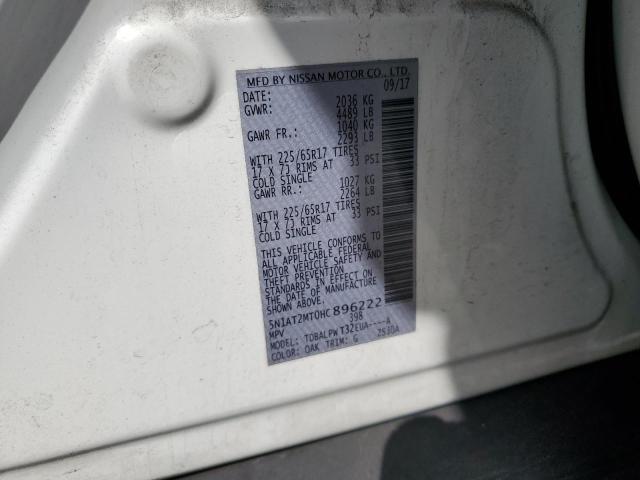 MFD BY NISSAN MOTOR CO., LTD.
DATE: 09/17
GVWR: 2036 KG
4489 LB
GAWR FR.: 1040 KG
2293 LB
WITH 225/65R17 TIRES
17 X 7J RIMS AT 33 PSI
COLD SINGLE
GAWR RR.: 1027 KG
2264 LB
WITH 225/65R17 TIRES
17 X 7J RIMS AT 33 PSI
COLD SINGLE
THIS VEHICLE CONFORMS TO
ALL APPLICABLE FEDERAL
MOTOR VEHICLE SAFETY AND
THEFT PREVENTION
STANDARDS IN EFFECT ON
THE DATE OF MANUFACTURE
SHOWN ABOVE.
5N1AT2MT0HC896222
MPV 398
MODEL: TDBALPW T32EUA----A
COLOR: QAK TRIM: G 253DA